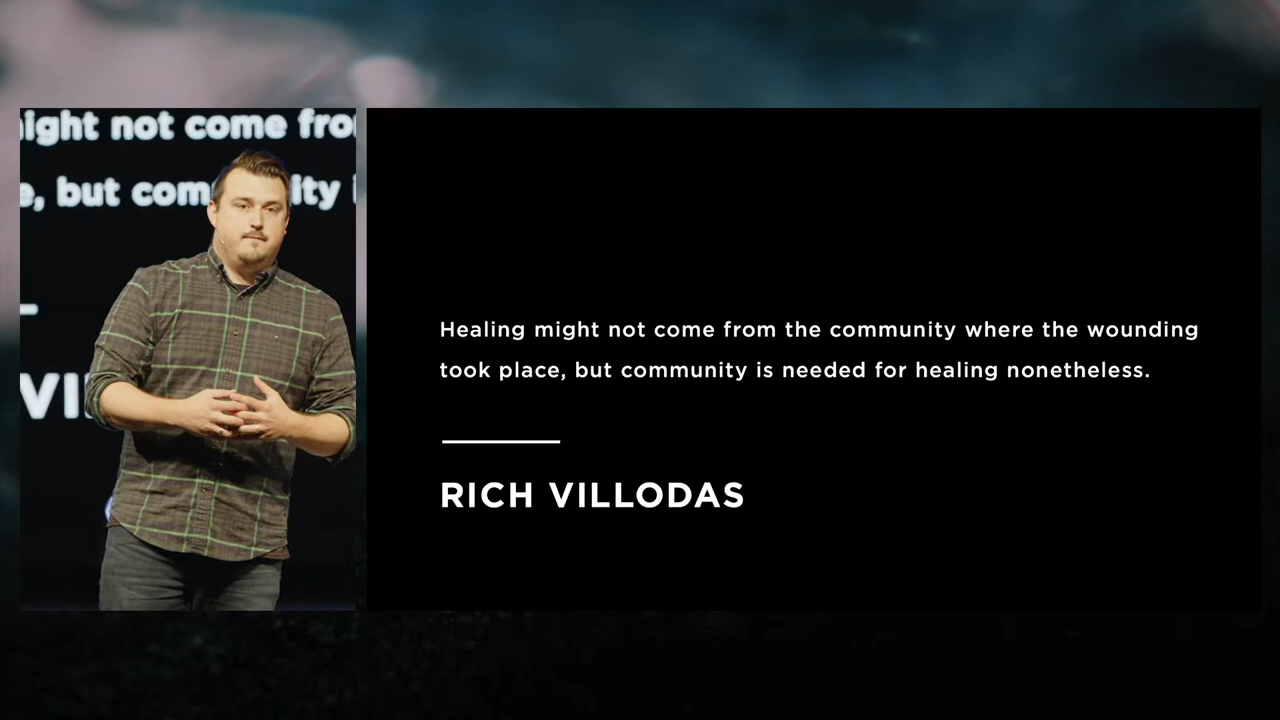 ight not come fro
e, but com ity i
VI
Healing might not come from the community where the wounding
took place, but community is needed for healing nonetheless.
RICH VILLODAS